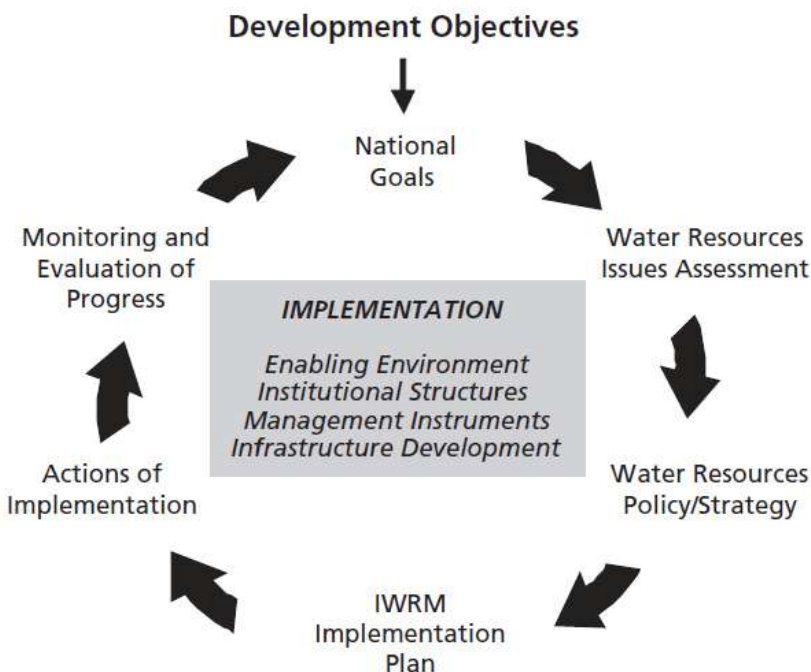 Development Objectives
National
Goals
Water Resources
Issues Assessment
Water Resources
Policy/Strategy
IWRM
Implementation
Plan
Actions of
Implementation
Monitoring and
Evaluation of
Progress
IMPLEMENTATION
Enabling Environment
Institutional Structures
Management Instruments
Infrastructure Development